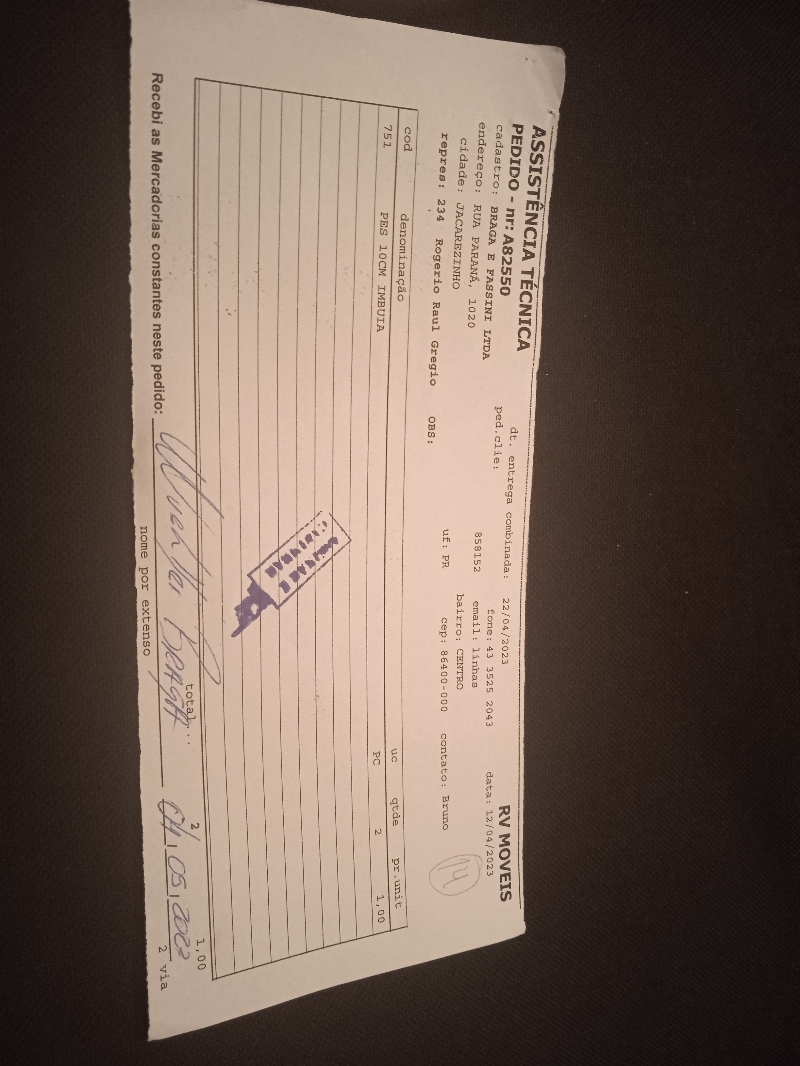 ASSISTÊNCIA TÉCNICA RV MOVEIS
PEDIDO - nr: A82550 dt. entrega combinada: 22/04/2023 data: 12/04/2023
cadastro: BRAGA E FASSINI LTDA ped.clie: fone: 43 3525 2043
endereço: RUA PARANÁ, 1020 858152 email: linhas
cidade: JACAREZINHO bairro: CENTRO
repres: 234 Rogerio Raul Gregio OBS: uf: PR cep: 86400-000 contato: Bruno
14
cod denominação uc qtde pr.unit
751 PES 10CM IMBUIA PC 2 1,00
total.. 2 1,00
Recebi as Mercadorias constantes neste pedido: 04 05
nome por extenso 2 via